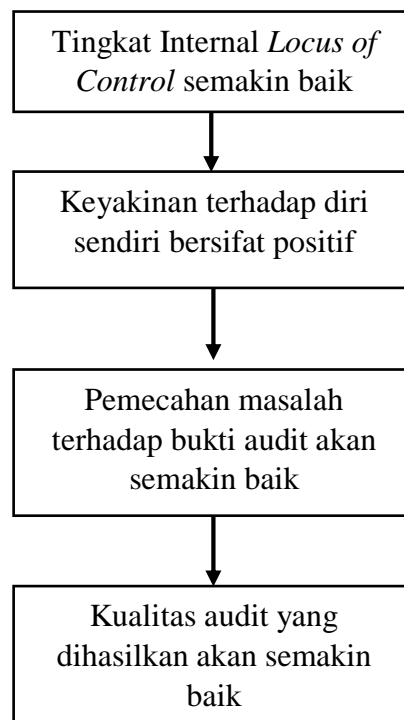 Tingkat Internal Locus of
Control semakin baik
Keyakinan terhadap diri
sendiri bersifat positif
Pemecahan masalah
terhadap bukti audit akan
semakin baik
Kualitas audit yang
dihasilkan akan semakin
baik